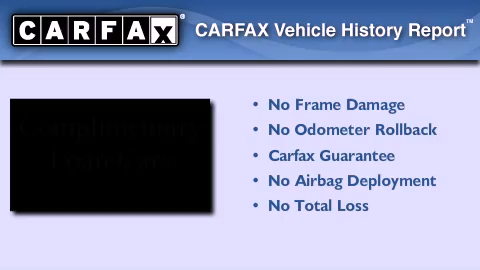 CARFAX® CARFAX Vehicle History Report™
• No Frame Damage
• No Odometer Rollback
• Carfax Guarantee
• No Airbag Deployment
• No Total Loss